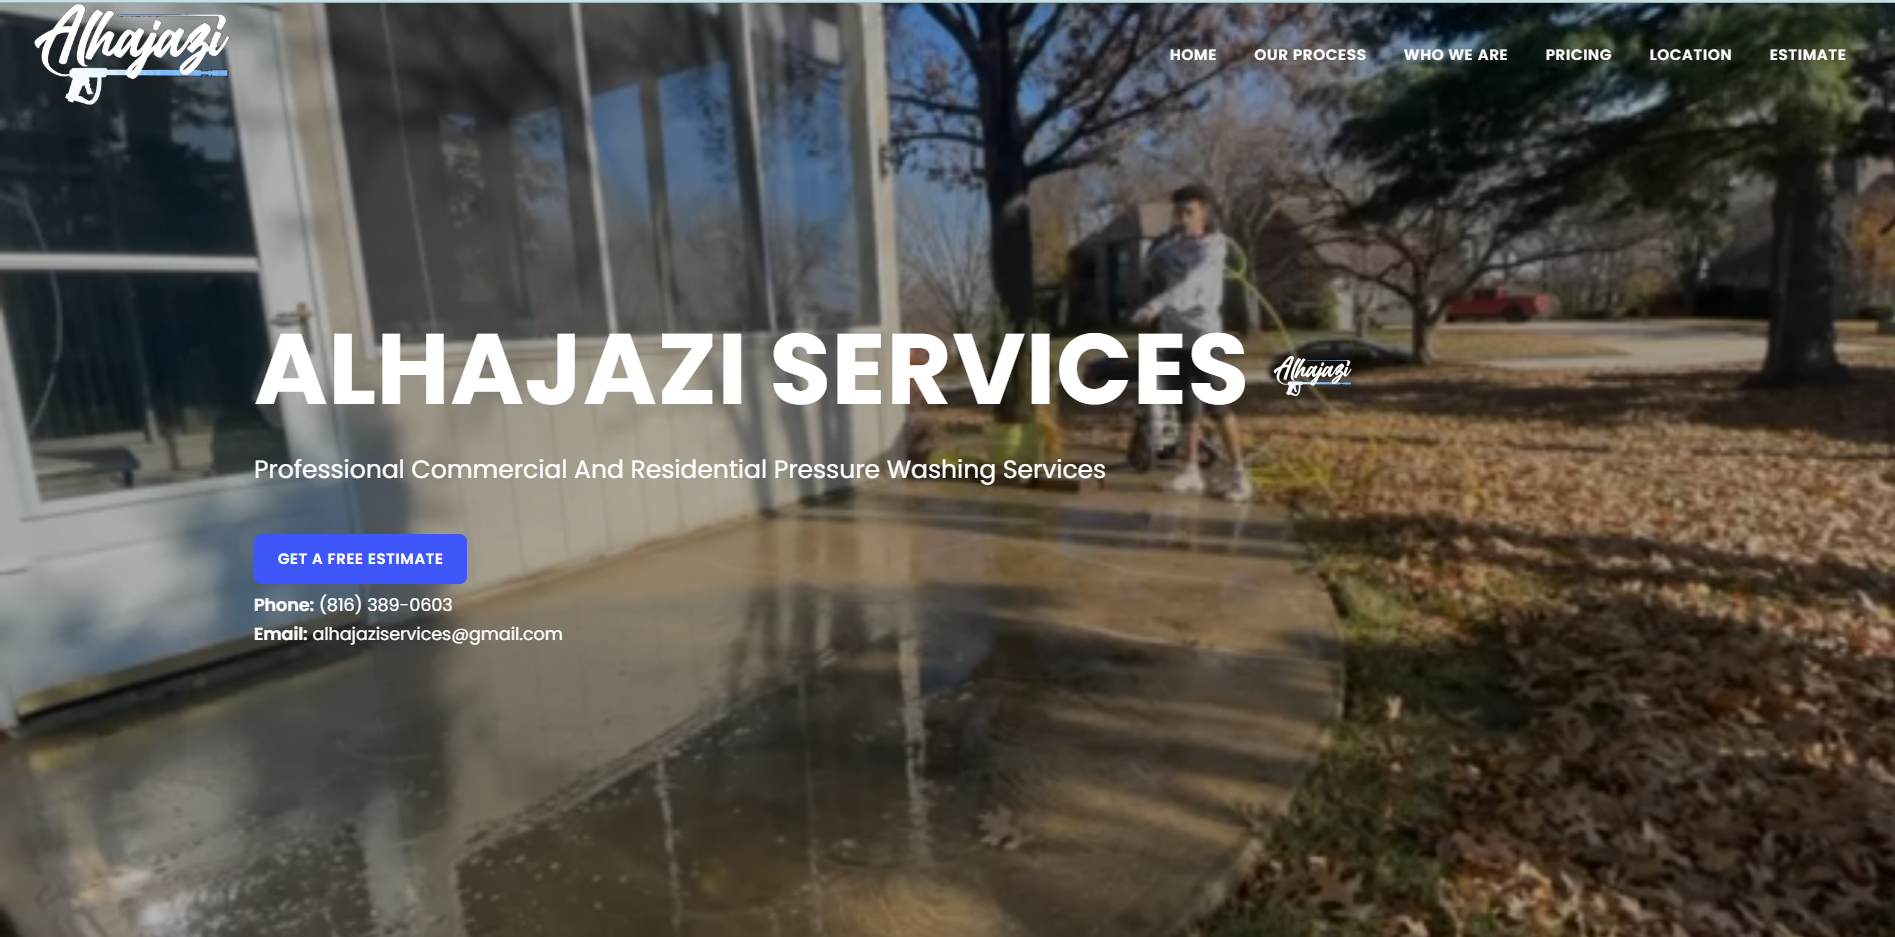 Alhajazi
HOME OUR PROCESS WHO WE ARE PRICING LOCATION ESTIMATE
ALHAJAZI SERVICES Alhajazi
Professional Commercial And Residential Pressure Washing Services
GET A FREE ESTIMATE
Phone: (816) 389-0603
Email: alhajaziservices@gmail.com